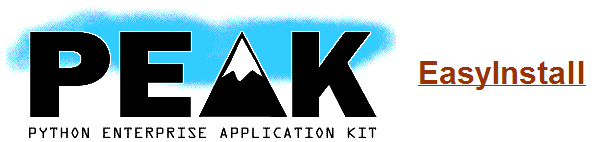 PEAK
EasyInstall
PYTHON ENTERPRISE APPLICATION KIT